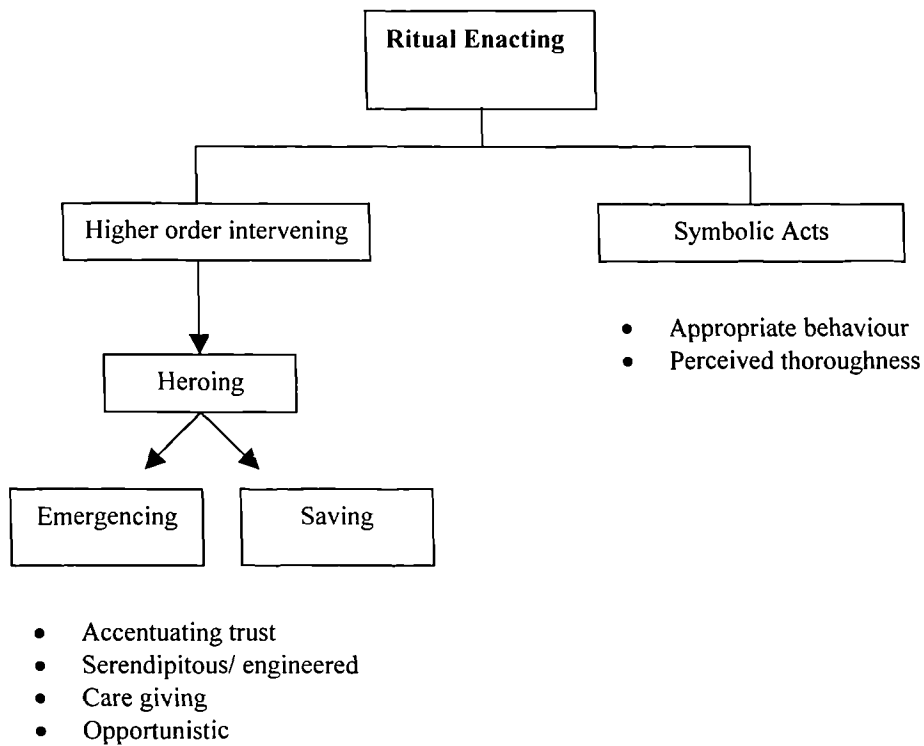 Ritual Enacting
Higher order intervening
Symbolic Acts
• Appropriate behaviour
• Perceived thoroughness
Heroing
Emergencing
Saving
• Accentuating trust
• Serendipitous/ engineered
• Care giving
• Opportunistic